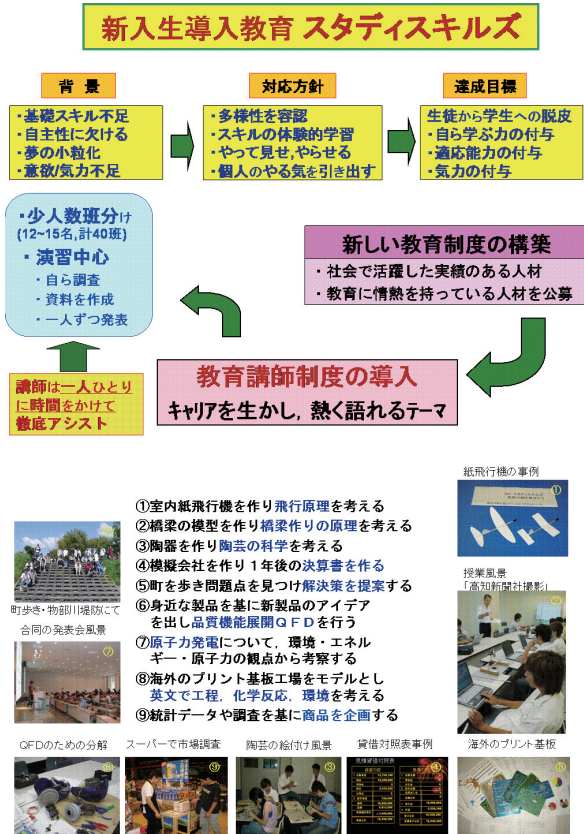 新入生導入教育 スタディスキルズ
背 景
・基礎スキル不足
・自主性に欠ける
・夢の小粒化
・意欲/気力不足
対応方針
・多様性を容認
・スキルの体験的学習
・やって見せ,やらせる
・個人のやる気を引き出す
達成目標
生徒から学生への脱皮
・自ら学ぶ力の付与
・適応能力の付与
・気力の付与
・少人数班分け
(12~15名,計40班)
・演習中心
・自ら調査
・資料を作成
・一人ずつ発表
新しい教育制度の構築
・社会で活躍した実績のある人材
・教育に情熱を持っている人材を公募
教育講師制度の導入
キャリアを生かし，熱く語れるテーマ
講師は一人ひとり
に時間をかけて
徹底アシスト
紙飛行機の事例
①
①室内紙飛行機を作り飛行原理を考える
②橋梁の模型を作り橋梁作りの原理を考える
③陶器を作り陶芸の科学を考える
④模擬会社を作り１年後の決算書を作る
⑤町を歩き問題点を見つけ解決策を提案する
⑥身近な製品を基に新製品のアイデア
を出し品質機能展開ＱＦＤを行う
⑦原子力発電について，環境・エネル
ギー・原子力の観点から考察する
⑧海外のプリント基板工場をモデルとし
英文で工程，化学反応，環境を考える
⑨統計データや調査を基に商品を企画する
町歩き・物部川堤防にて
合同の発表会風景
⑦
授業風景
「高知新聞社撮影」
②
QFDのための分解
⑥
スーパーで市場調査
⑨
陶芸の絵付け風景
③
貸借対照表事例
見積貸借対照表
④
海外のプリント基板
⑧